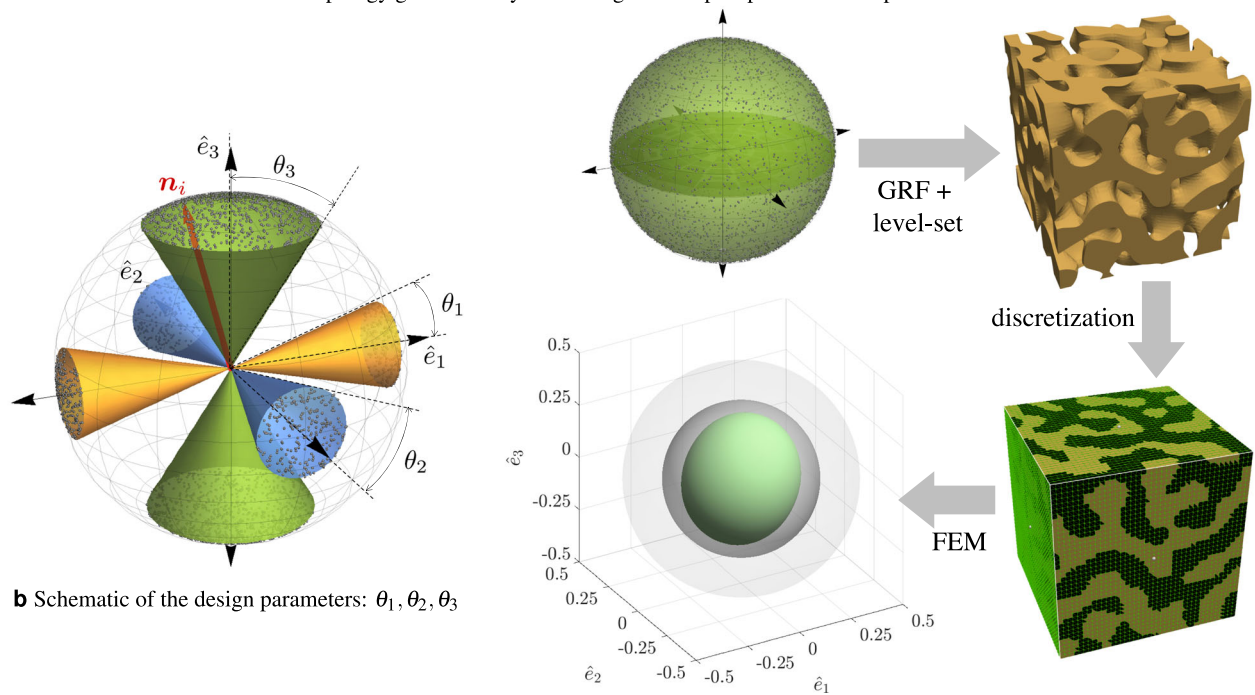 ê₃
θ₃
nᵢ
ê₂
θ₁
ê₁
θ₂
b Schematic of the design parameters: θ₁, θ₂, θ₃
GRF +
level-set
discretization
FEM
0.5
0.25
0
-0.25
-0.5
ê₃
0.5
0.25
0
-0.25
-0.5
ê₂
-0.5
-0.25
0
0.25
0.5
ê₁